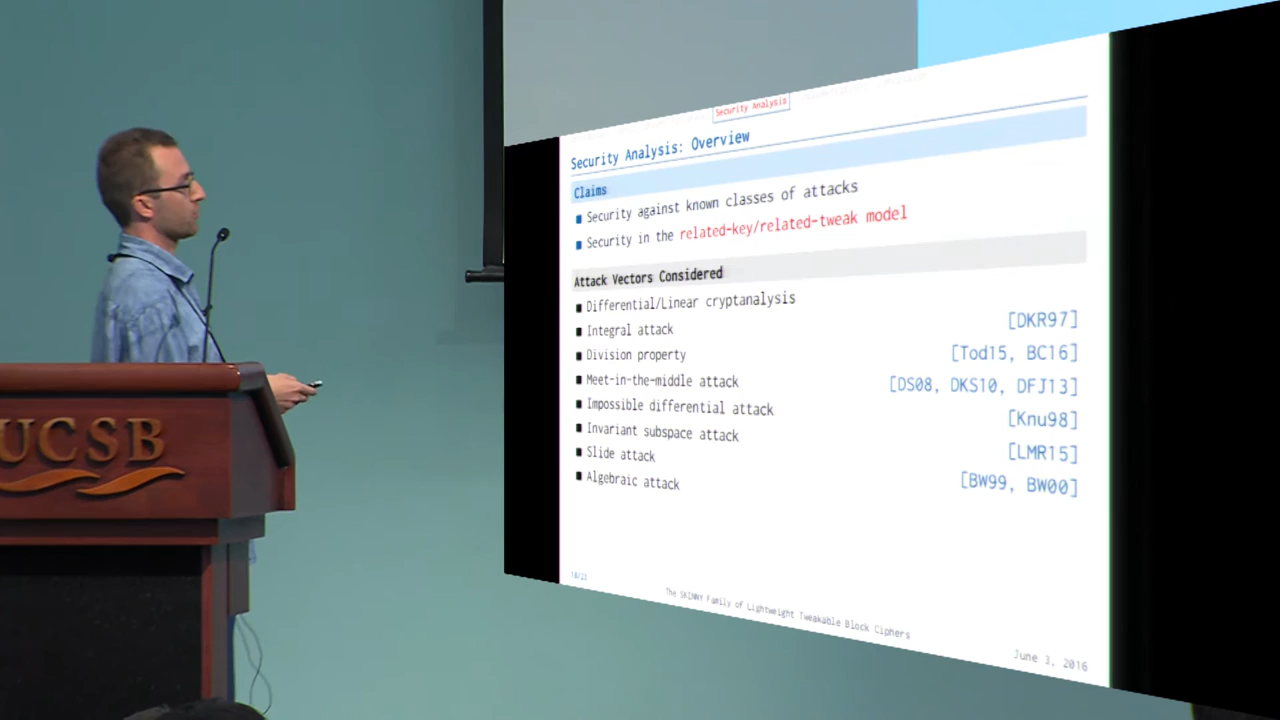 Security Analysis
Security Analysis: Overview
Claims
Security against known classes of attacks
Security in the related-key/related-tweak model
Attack Vectors Considered
Differential/Linear cryptanalysis
Integral attack [DKR97]
Division property [Tod15, BC16]
Meet-in-the-middle attack [DS08, DKS10, DFJ13]
Impossible differential attack [Knu98]
Invariant subspace attack [LMR15]
Slide attack [BW99, BW00]
Algebraic attack
The SKINNY Family of Lightweight Tweakable Block Ciphers
June 3, 2016
UCSB